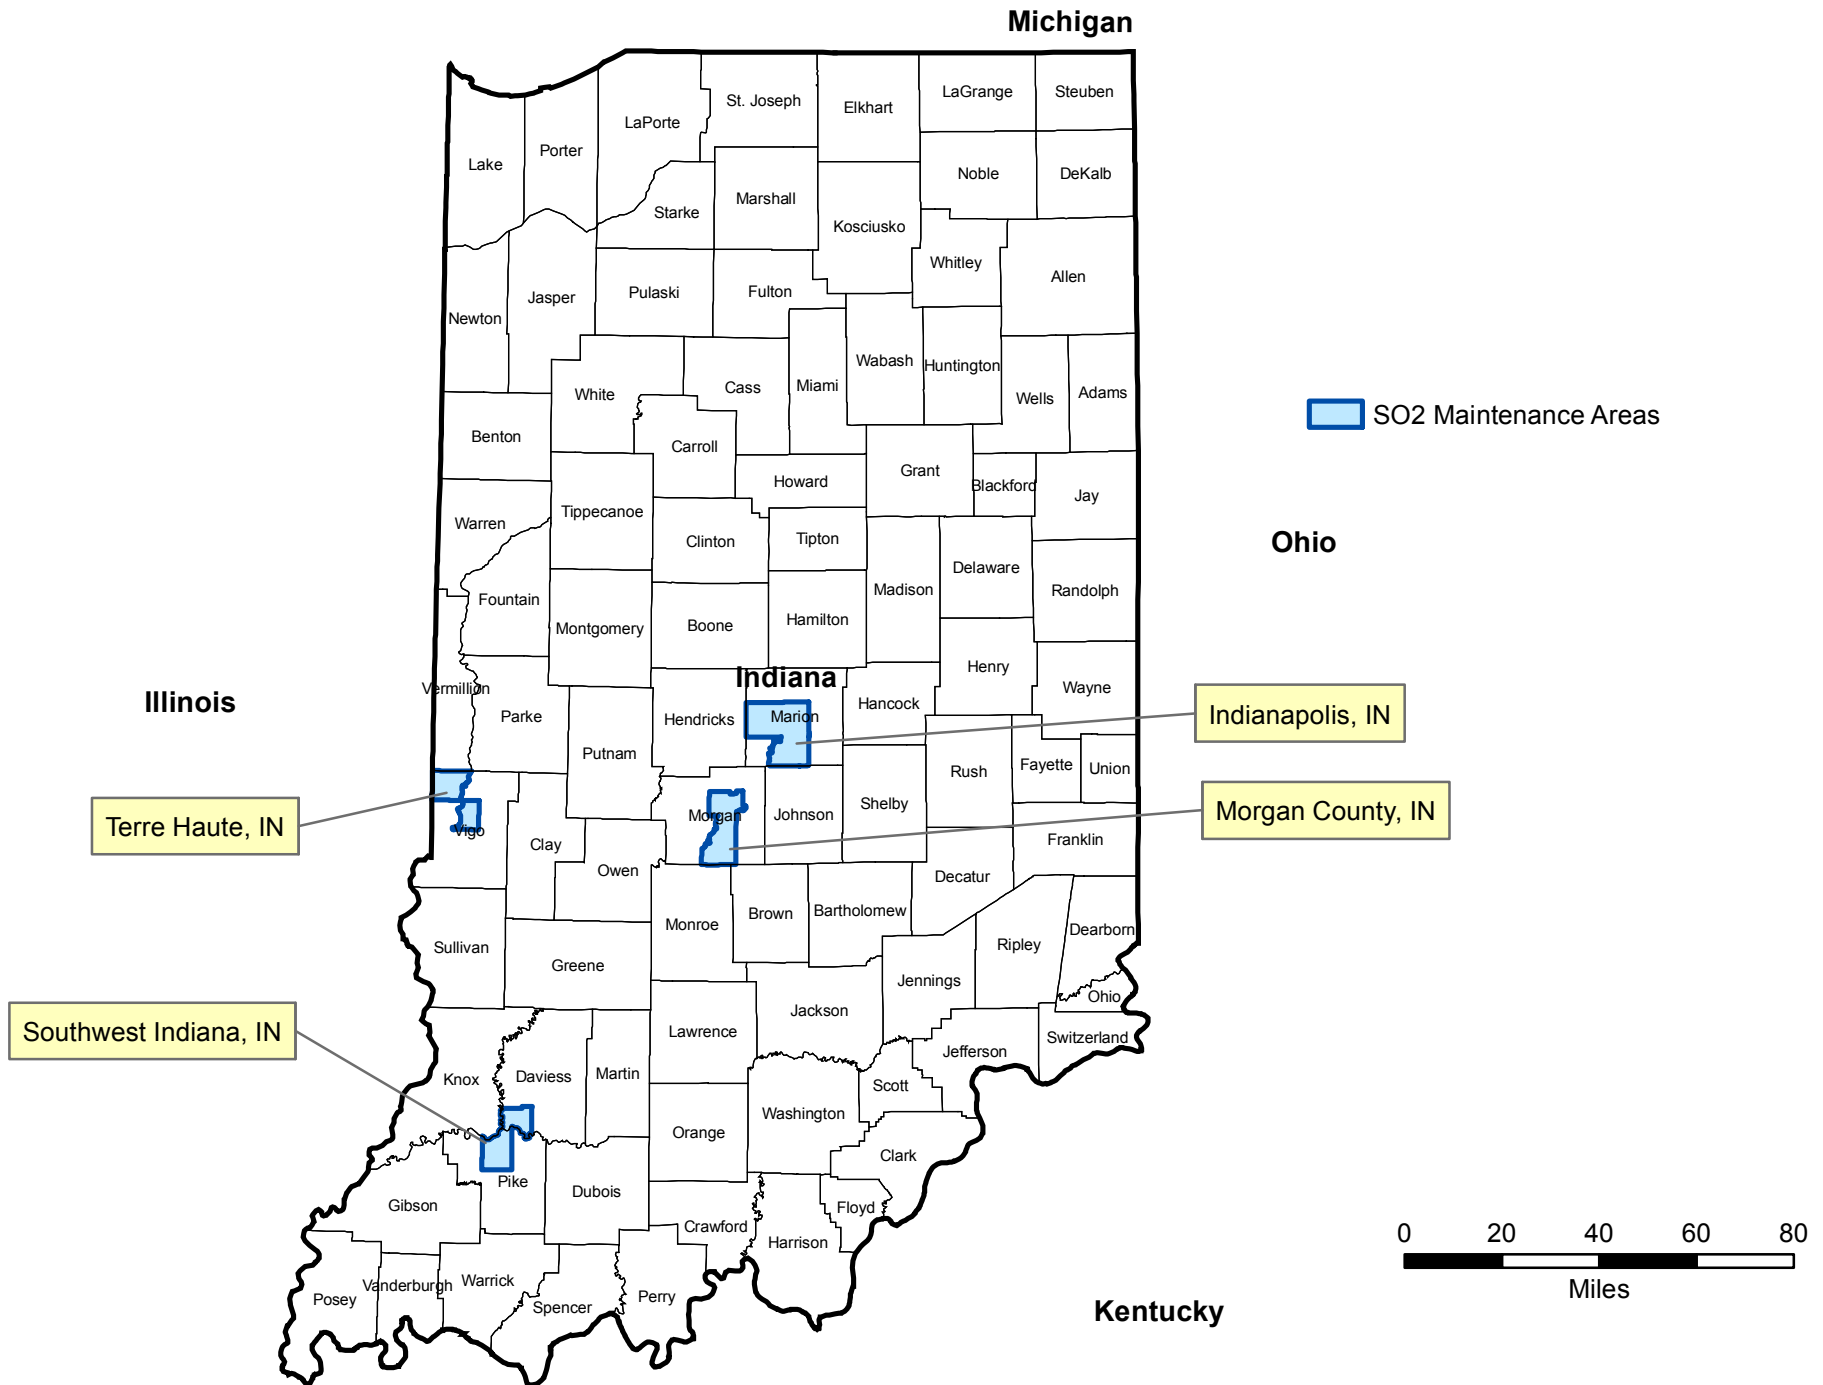 Michigan
St. Joseph
Elkhart
LaGrange
Steuben
LaPorte
Lake
Porter
Noble
DeKalb
Marshall
Starke
Kosciusko
Whitley
Allen
Newton
Jasper
Pulaski
Fulton
Wabash
Huntington
White
Cass
Miami
Wells
Adams
SO2 Maintenance Areas
Benton
Carroll
Grant
Howard
Blackford
Jay
Warren
Tippecanoe
Clinton
Tipton
Ohio
Delaware
Madison
Randolph
Fountain
Montgomery
Boone
Hamilton
Henry
Indiana
Wayne
Vermillion
Illinois
Hancock
Parke
Hendricks
Marion
Indianapolis, IN
Putnam
Rush
Fayette
Union
Shelby
Morgan County, IN
Morgan
Johnson
Terre Haute, IN
Vigo
Clay
Franklin
Owen
Decatur
Brown
Bartholomew
Monroe
Dearborn
Sullivan
Ripley
Greene
Jennings
Ohio
Jackson
Southwest Indiana, IN
Lawrence
Switzerland
Jefferson
Knox
Daviess
Martin
Scott
Washington
Orange
Clark
Pike
Dubois
Gibson
Floyd
Crawford
Harrison
0 20 40 60 80
Miles
Warrick
Vanderburgh
Posey
Spencer
Perry
Kentucky